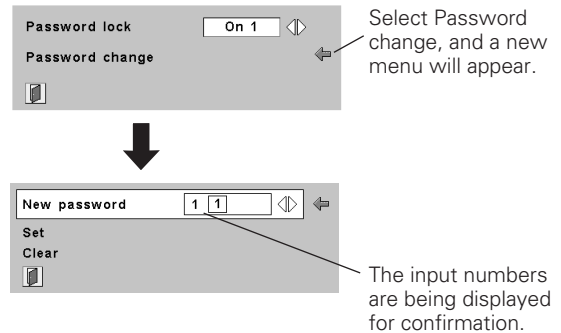 Password lock On 1
Password change
Select Password
change, and a new
menu will appear.
New password 1 1
Set
Clear
The input numbers
are being displayed
for confirmation.